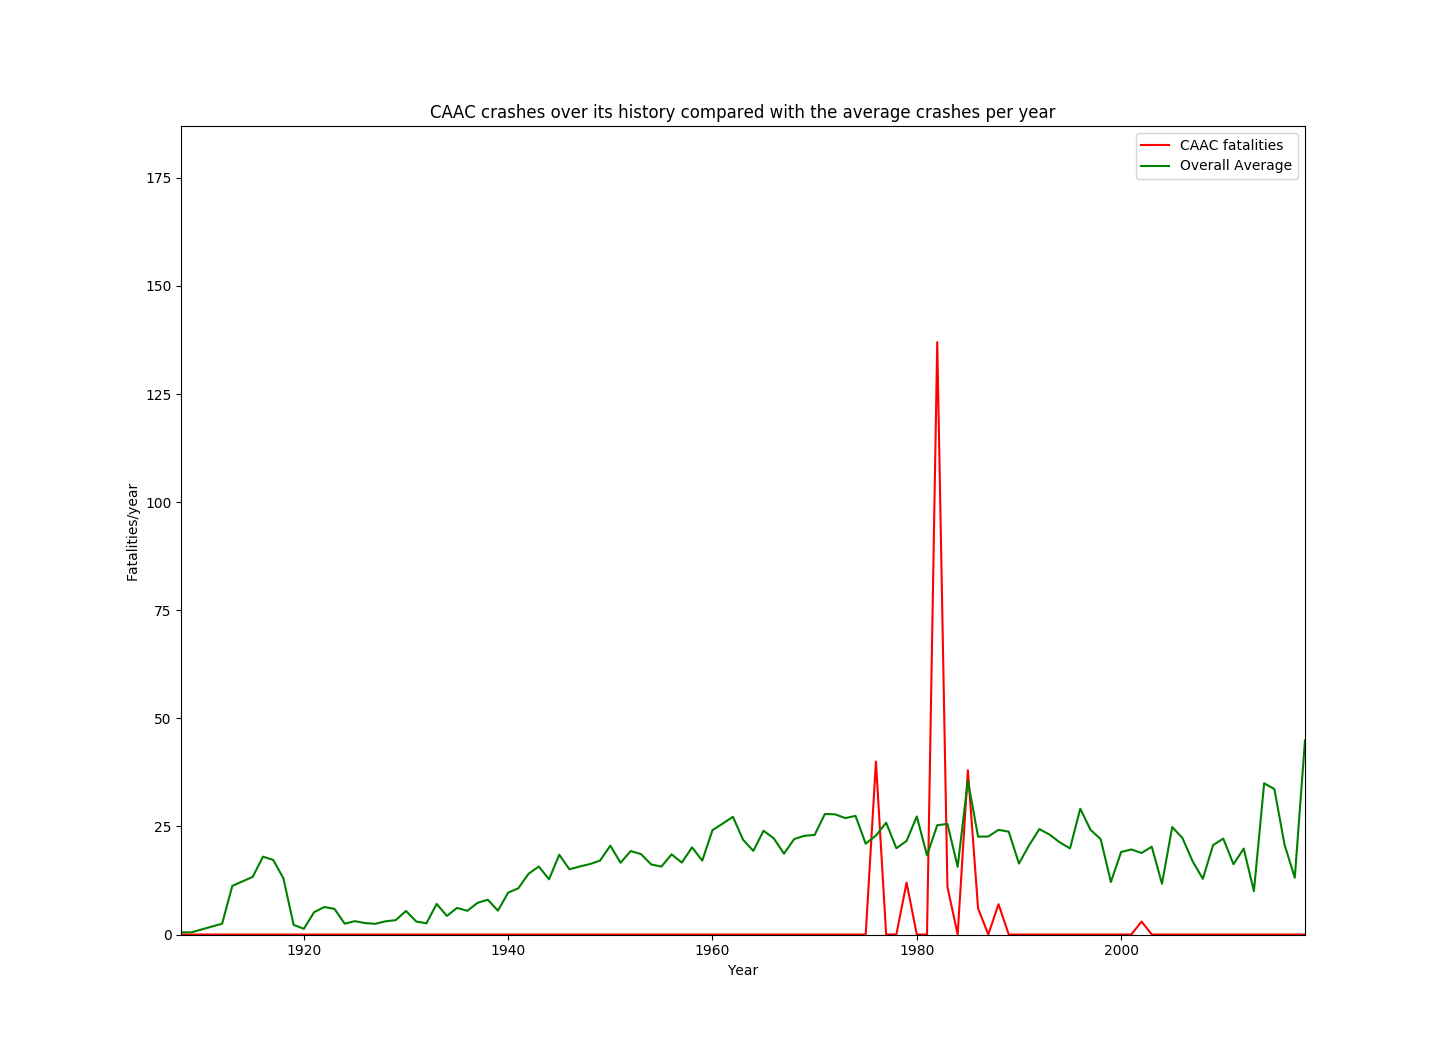 CAAC crashes over its history compared with the average crashes per year
CAAC fatalities
Overall Average
175
150
125
100
75
50
25
0
Fatalities/year
1920 1940 1960 1980 2000
Year